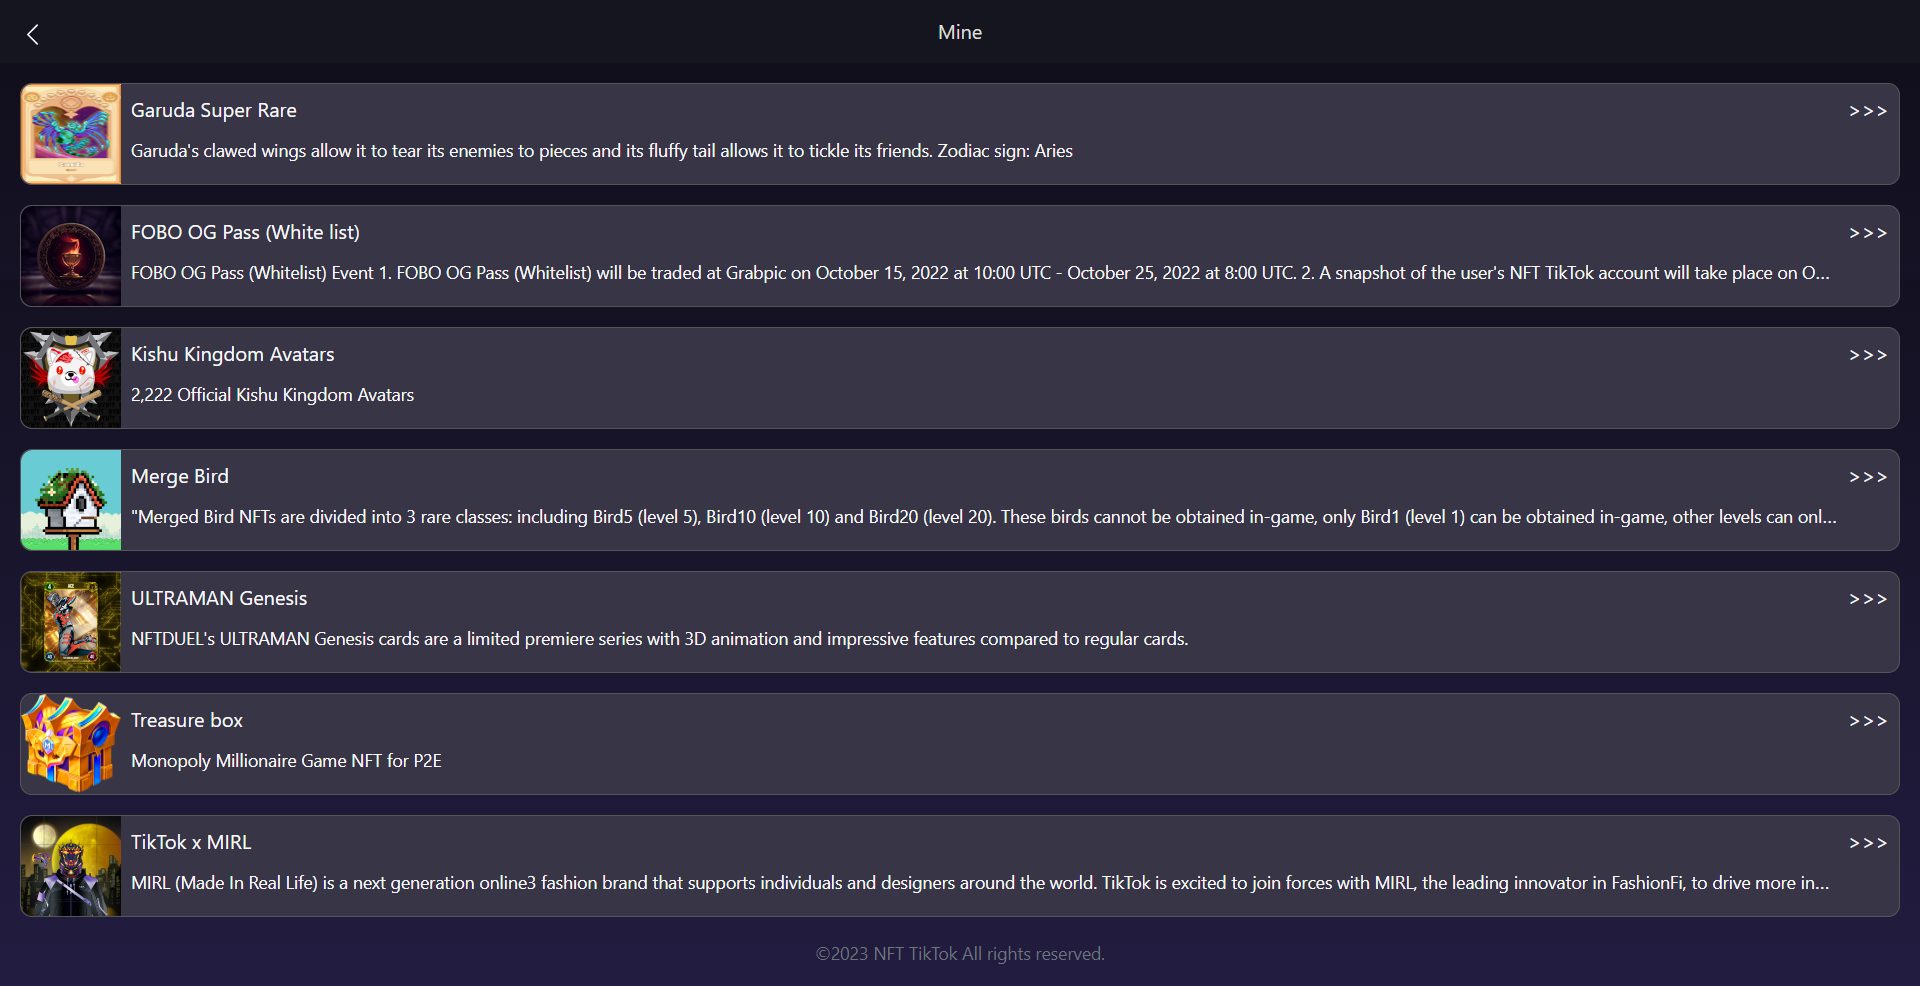 Mine
Garuda Super Rare
>>>
Garuda's clawed wings allow it to tear its enemies to pieces and its fluffy tail allows it to tickle its friends. Zodiac sign: Aries
FOBO OG Pass (White list)
>>>
FOBO OG Pass (Whitelist) Event 1. FOBO OG Pass (Whitelist) will be traded at Grabpic on October 15, 2022 at 10:00 UTC - October 25, 2022 at 8:00 UTC. 2. A snapshot of the user's NFT TikTok account will take place on O...
Kishu Kingdom Avatars
>>>
2,222 Official Kishu Kingdom Avatars
Merge Bird
>>>
"Merged Bird NFTs are divided into 3 rare classes: including Bird5 (level 5), Bird10 (level 10) and Bird20 (level 20). These birds cannot be obtained in-game, only Bird1 (level 1) can be obtained in-game, other levels can onl...
ULTRAMAN Genesis
>>>
NFTDUEL's ULTRAMAN Genesis cards are a limited premiere series with 3D animation and impressive features compared to regular cards.
Treasure box
>>>
Monopoly Millionaire Game NFT for P2E
TikTok x MIRL
>>>
MIRL (Made In Real Life) is a next generation online3 fashion brand that supports individuals and designers around the world. TikTok is excited to join forces with MIRL, the leading innovator in FashionFi, to drive more in...
©2023 NFT TikTok All rights reserved.